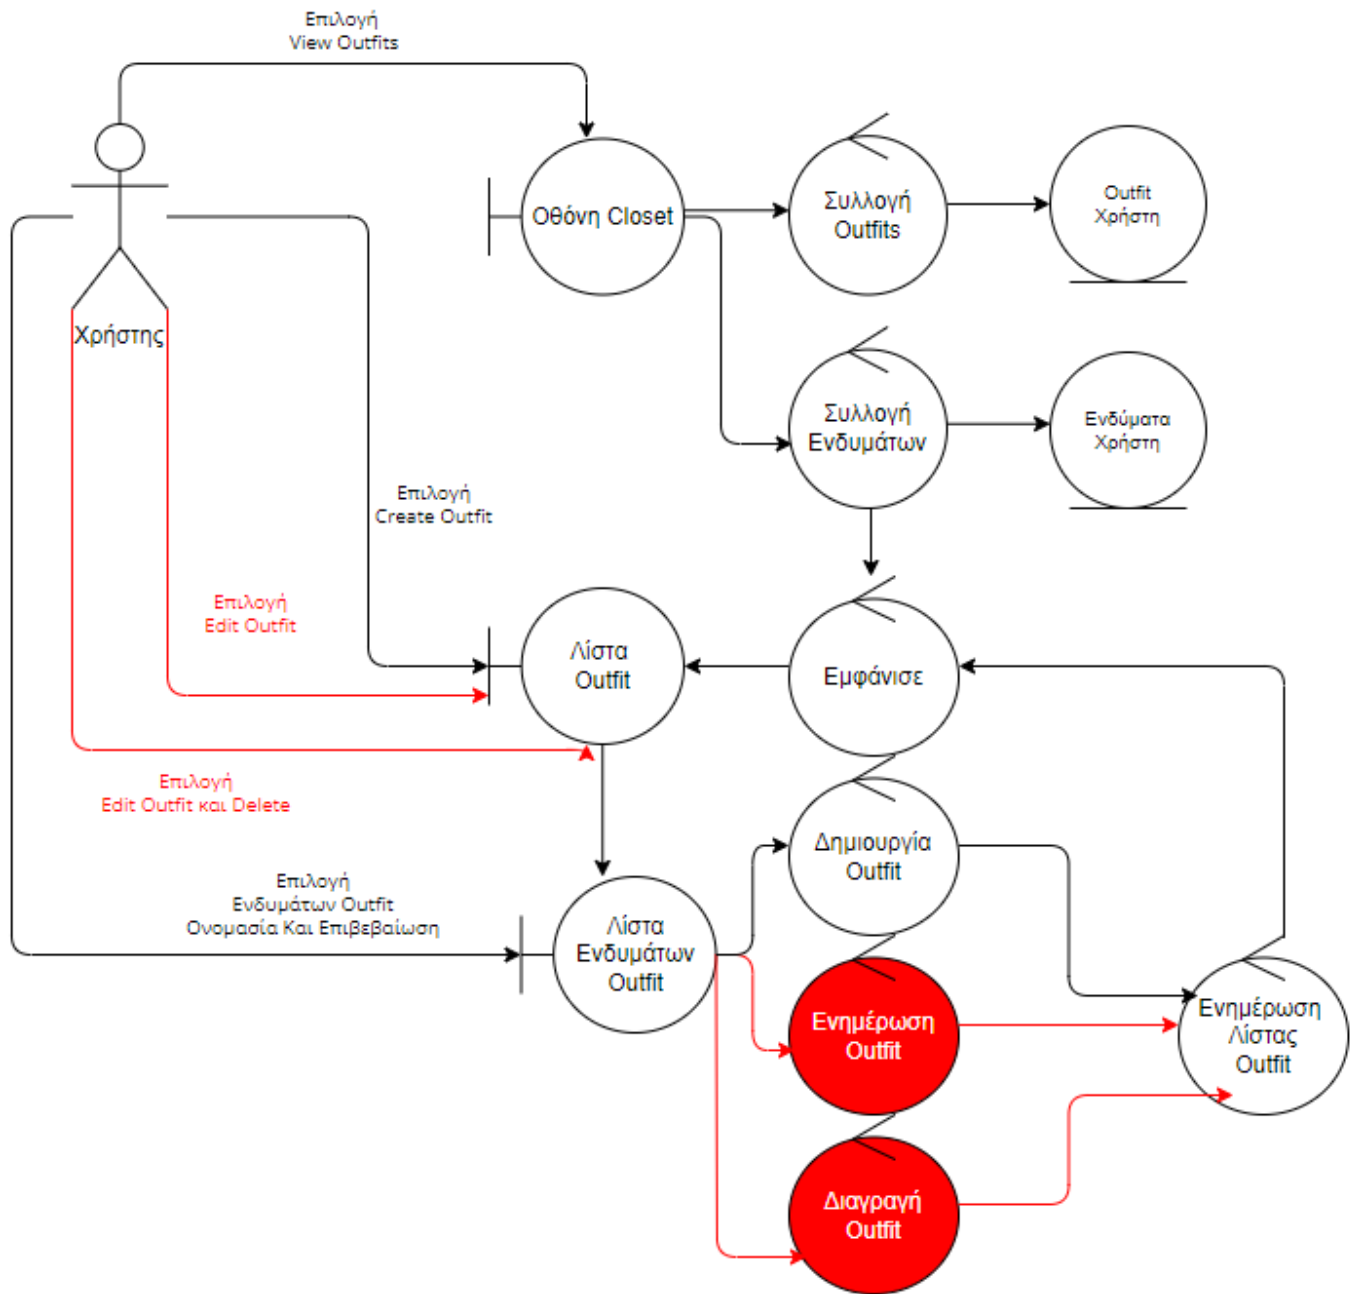 Επιλογή
View Outfits
Οθόνη Closet
Συλλογή
Outfits
Outfit
Χρήστη
Χρήστης
Συλλογή
Ενδυμάτων
Ενδύματα
Χρήστη
Επιλογή
Create Outfit
Επιλογή
Edit Outfit
Λίστα
Outfit
Εμφάνισε
Επιλογή
Edit Outfit και Delete
Δημιουργία
Outfit
Επιλογή
Ενδυμάτων Outfit
Ονομασία Και Επιβεβαίωση
Λίστα
Ενδυμάτων
Outfit
Ενημέρωση
Outfit
Ενημέρωση
Λίστας
Outfit
Διαγραγή
Outfit